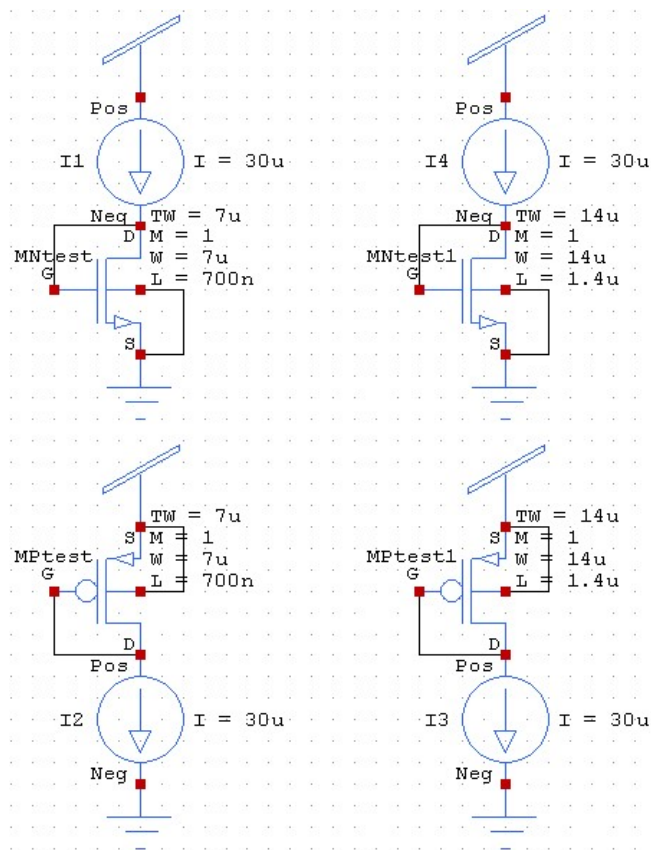 Pos
I1
I = 30u
Neg
TW = 7u
D
M = 1
MNtest
W = 7u
G
L = 700n
S
Pos
I4
I = 30u
Neg
TW = 14u
D
M = 1
MNtest1
W = 14u
G
L = 1.4u
S
TW = 7u
S
M = 1
MPtest
W = 7u
G
L = 700n
D
Pos
I2
I = 30u
Neg
TW = 14u
S
M = 1
MPtest1
W = 14u
G
L = 1.4u
D
Pos
I3
I = 30u
Neg